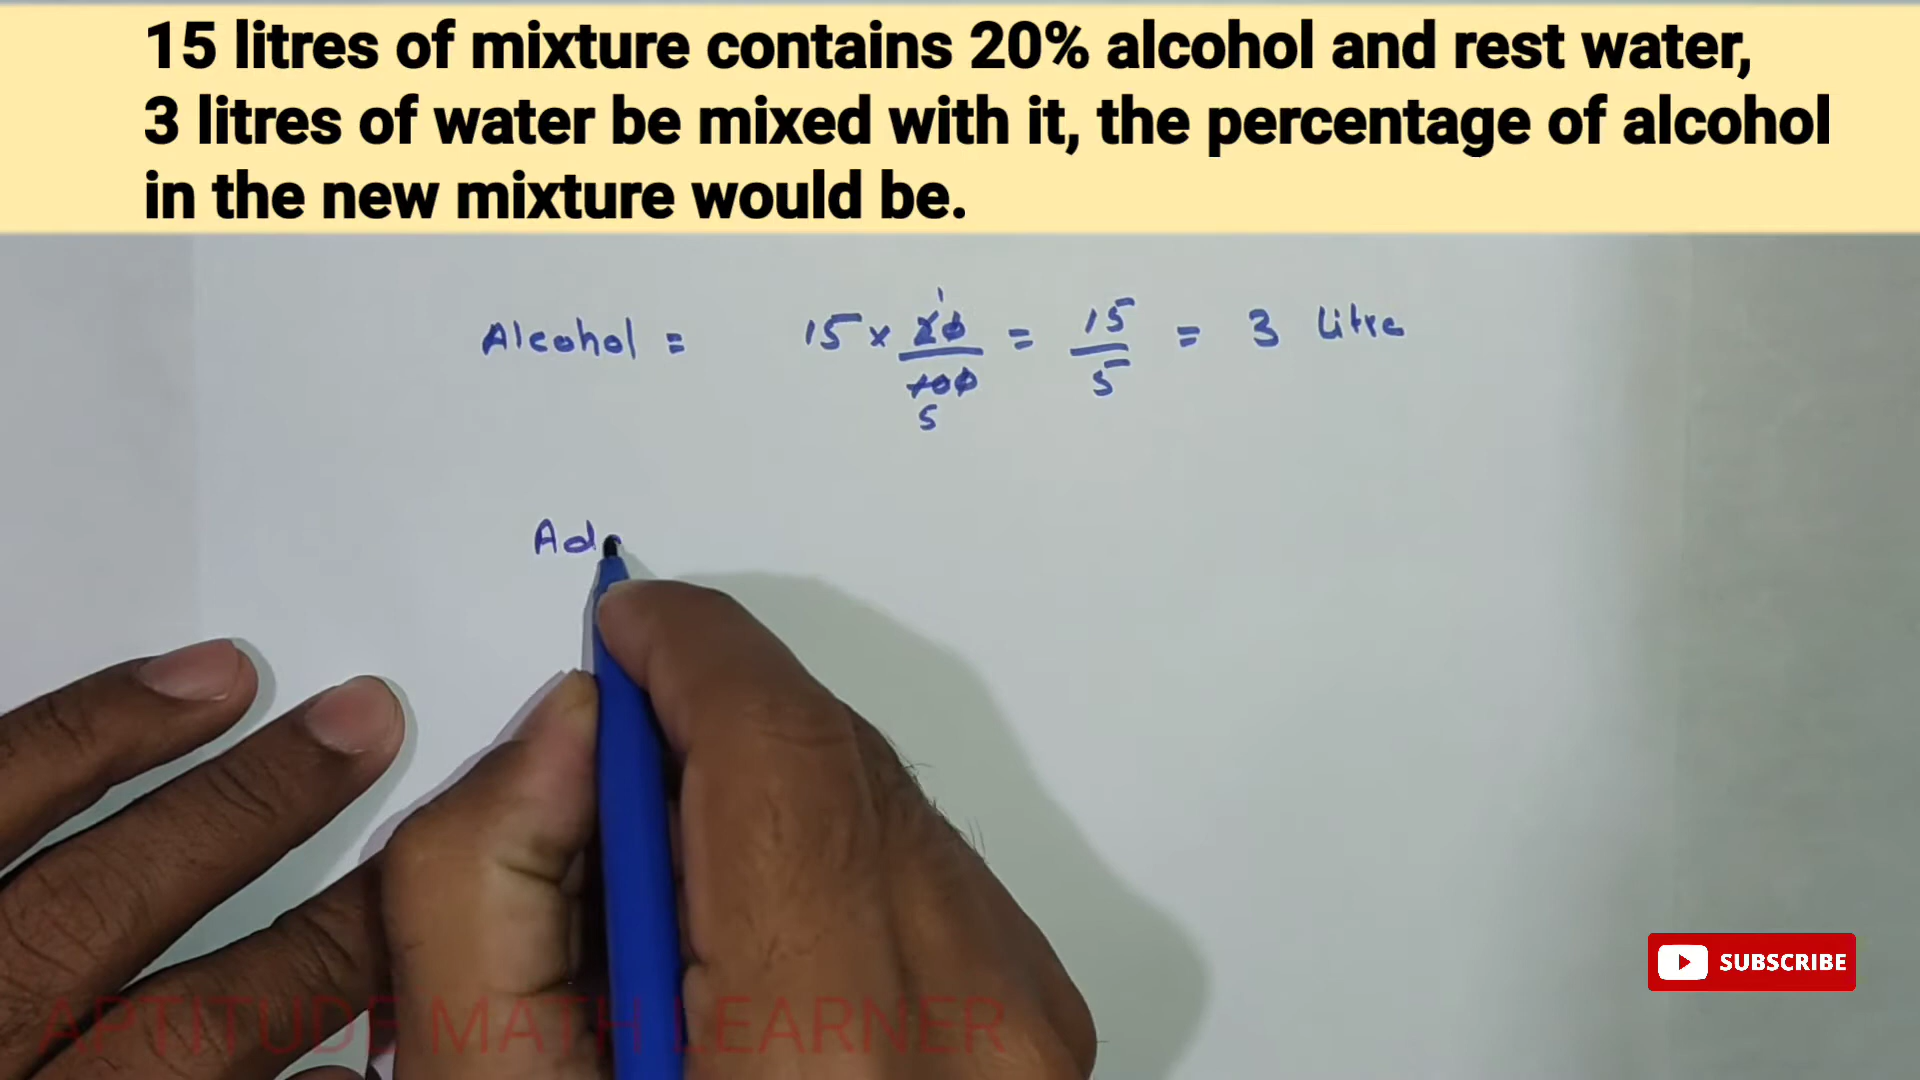 15 litres of mixture contains 20% alcohol and rest water,
3 litres of water be mixed with it, the percentage of alcohol
in the new mixture would be.
Alcohol = 15 × 20/100 = 15/5 = 3 Litre
1
5
Ad
SUBSCRIBE
APTITUDE MATH LEARNER